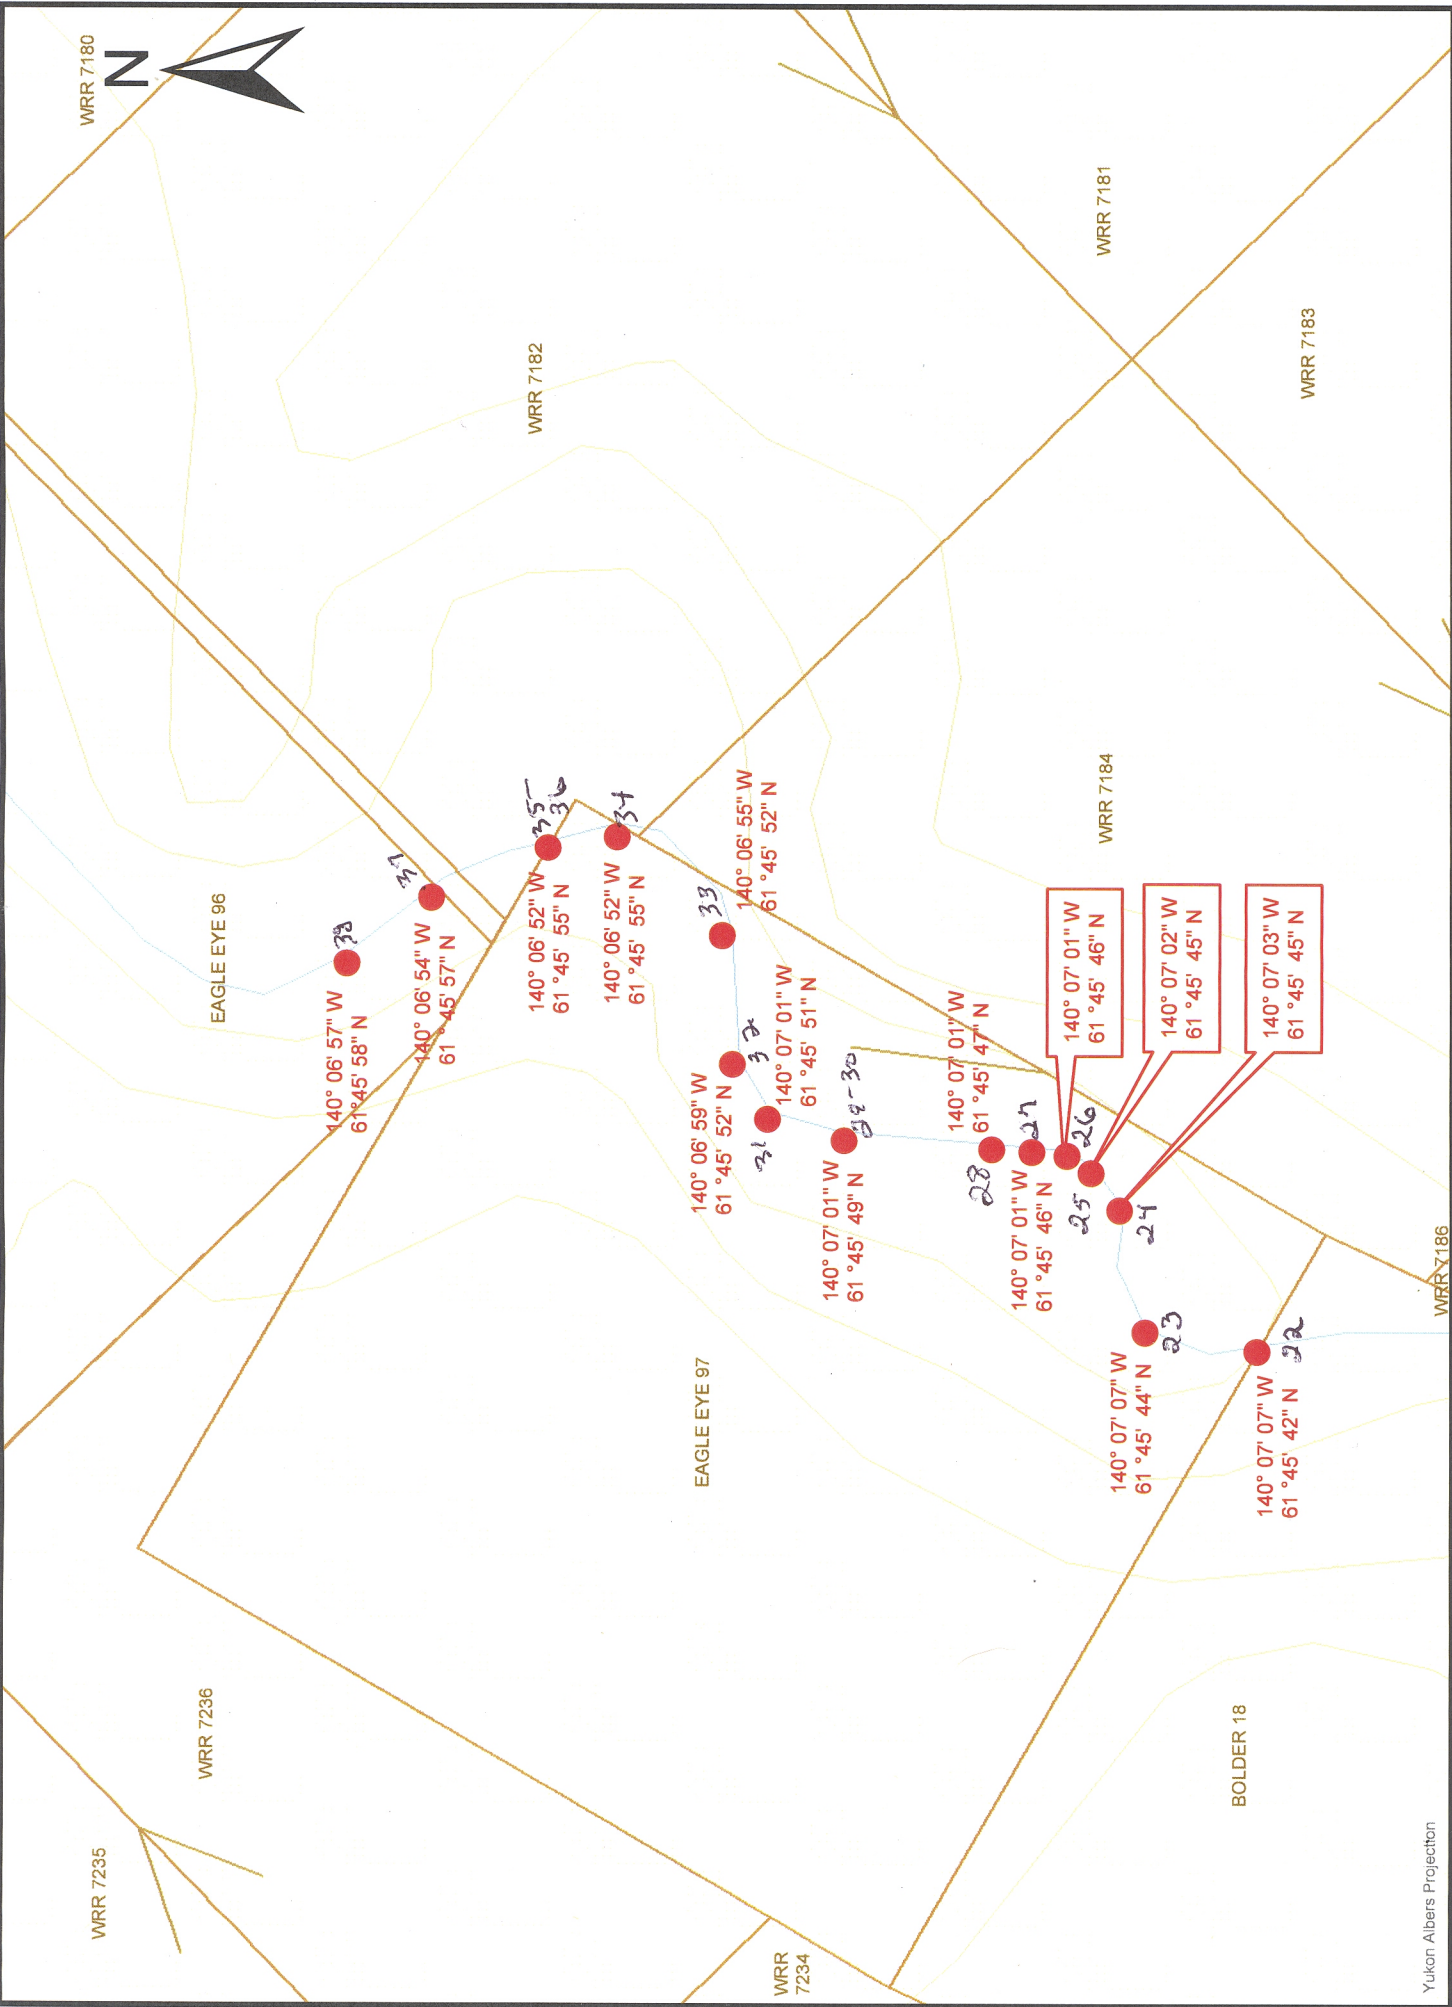 WRR 7180
N
WRR 7182
WRR 7181
WRR 7183
EAGLE EYE 96
38
140° 06' 57" W
61°45' 58" N
37
140° 06' 54" W
61 °45' 57" N
35
36
140° 06' 52" W
61 °45' 55" N
34
140° 06' 52" W
61 °45' 55" N
33
140° 06' 55" W
61 °45' 52" N
WRR 7184
32
140° 06' 59" W
61 °45' 52" N
31
140° 07' 01" W
61 °45' 51" N
29-30
140° 07' 01" W
61 °45' 49" N
28
140° 07' 01" W
61 °45' 47" N
27
140° 07' 01" W
61 °45' 46" N
26
140° 07' 01" W
61 °45' 46" N
25
140° 07' 02" W
61 °45' 45" N
24
140° 07' 03" W
61 °45' 45" N
23
140° 07' 07" W
61 °45' 44" N
22
140° 07' 07" W
61 °45' 42" N
WRR 7186
EAGLE EYE 97
WRR 7236
WRR 7235
WRR
7234
BOLDER 18
Yukon Albers Projection